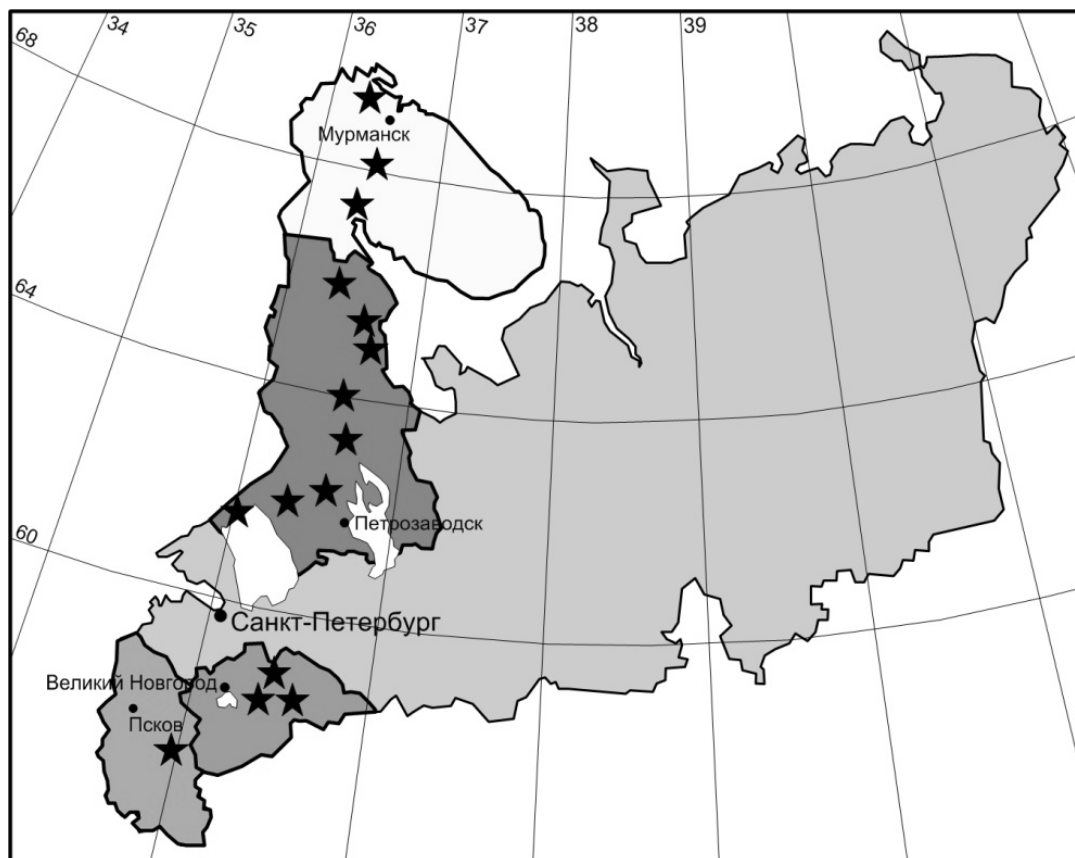 34
35
36
37
38
39
68
Мурманск
64
60
Петрозаводск
Санкт-Петербург
Великий Новгород
Псков